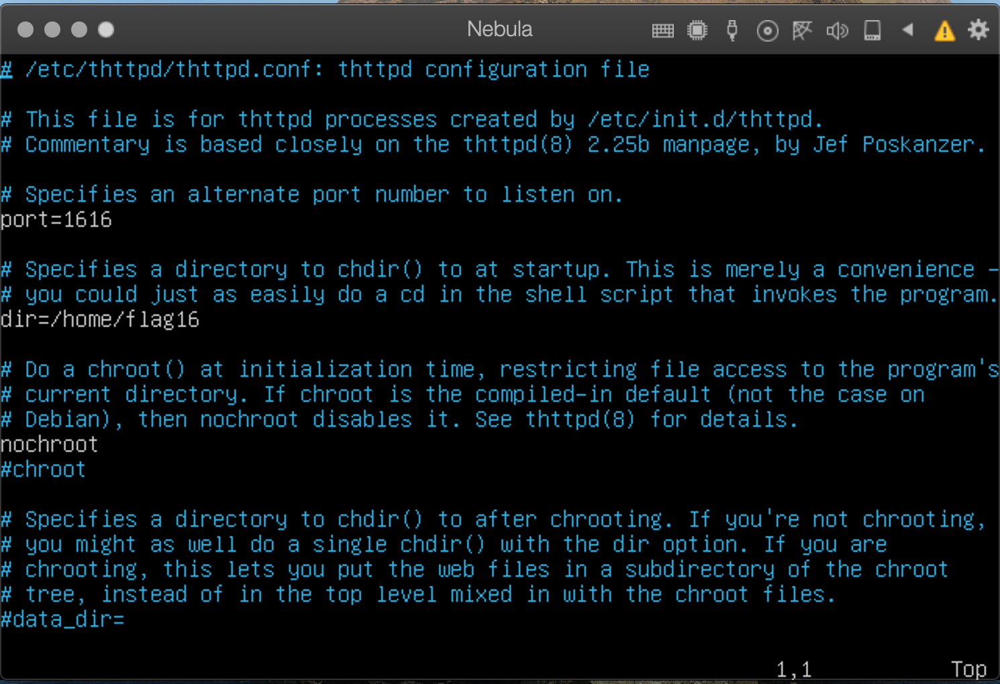 Nebula
# /etc/thttpd/thttpd.conf: thttpd configuration file
# This file is for thttpd processes created by /etc/init.d/thttpd.
# Commentary is based closely on the thttpd(8) 2.25b manpage, by Jef Poskanzer.
# Specifies an alternate port number to listen on.
port=1616
# Specifies a directory to chdir() to at startup. This is merely a convenience -
# you could just as easily do a cd in the shell script that invokes the program.
dir=/home/flag16
# Do a chroot() at initialization time, restricting file access to the program's
# current directory. If chroot is the compiled-in default (not the case on
# Debian), then nochroot disables it. See thttpd(8) for details.
nochroot
#chroot
# Specifies a directory to chdir() to after chrooting. If you're not chrooting,
# you might as well do a single chdir() with the dir option. If you are
# chrooting, this lets you put the web files in a subdirectory of the chroot
# tree, instead of in the top level mixed in with the chroot files.
#data_dir=
1,1 Top